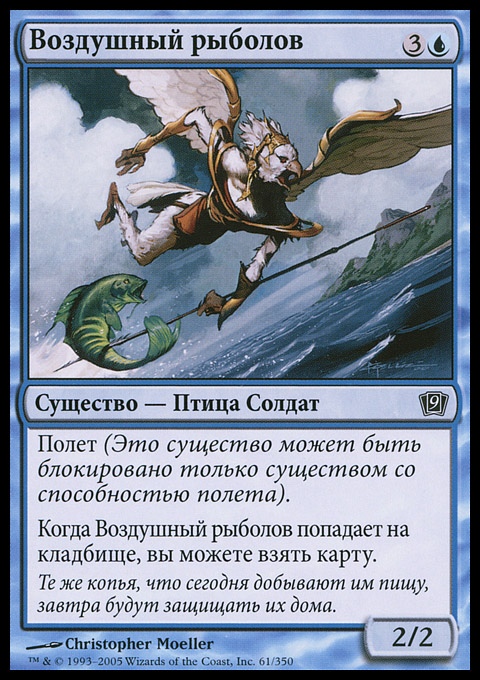 Воздушный рыболов 3
Существо — Птица Солдат 9
Полет (Это существо может быть
блокировано только существом со
способностью полета).
Когда Воздушный рыболов попадает на
кладбище, вы можете взять карту.
Те же копья, что сегодня добывают им пищу,
завтра будут защищать их дома.
Christopher Moeller
2/2
™ & © 1993–2005 Wizards of the Coast, Inc. 61/350